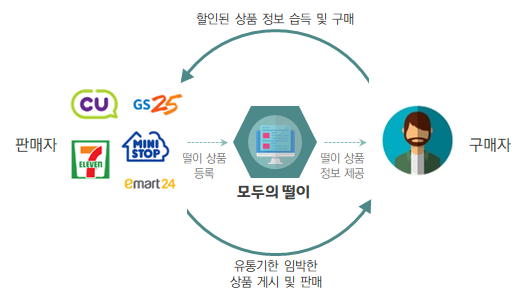 할인된 상품 정보 습득 및 구매
CU
GS25
판매자
7
ELEVEN
MINI
STOP
emart24
떨이 상품
등록
모두의 떨이
떨이 상품
정보 제공
구매자
유통기한 임박한
상품 게시 및 판매